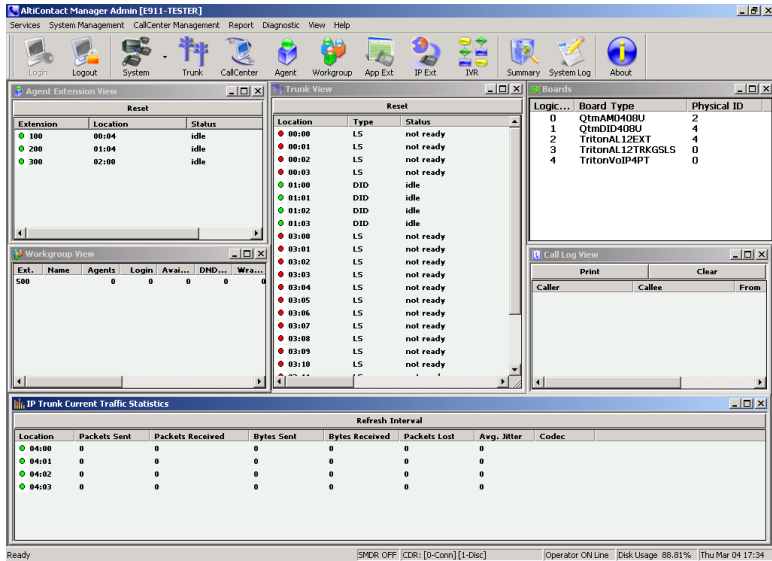 AltiContact Manager Admin [E911-TESTER]
Services System Management CallCenter Management Report Diagnostic View Help
Login Logout System Trunk CallCenter Agent Workgroup App Ext IP Ext IVR Summary System Log About
Agent Extension View
Reset
Extension Location Status
100 00:04 idle
200 01:04 idle
300 02:00 idle
Trunk View
Reset
Location Type Status
00:00 LS not ready
00:01 LS not ready
00:02 LS not ready
00:03 LS not ready
01:00 DID idle
01:01 DID idle
01:02 DID idle
01:03 DID idle
03:00 LS not ready
03:01 LS not ready
03:02 LS not ready
03:03 LS not ready
03:04 LS not ready
03:05 LS not ready
03:06 LS not ready
03:07 LS not ready
03:08 LS not ready
03:09 LS not ready
03:10 LS not ready
Boards
Logic... Board Type Physical ID
0 QtmAM0408U 2
1 QtmDID408U 4
2 TritonAL12EXT 4
3 TritonAL12TRKGSLS 0
4 TritonVoIP4PT 0
Workgroup View
Ext. Name Agents Login Avai... DND... Wra...
500 0 0 0 0 0
Call Log View
Print Clear
Caller Callee From
IP Trunk Current Traffic Statistics
Refresh Interval
Location Packets Sent Packets Received Bytes Sent Bytes Received Packets Lost Avg. Jitter Codec
04:00 0 0 0 0 0 0
04:01 0 0 0 0 0 0
04:02 0 0 0 0 0 0
04:03 0 0 0 0 0 0
Ready SMDR OFF CDR: [0-Conn] [1-Disc] Operator ON Line Disk Usage 88.81% Thu Mar 04 17:34